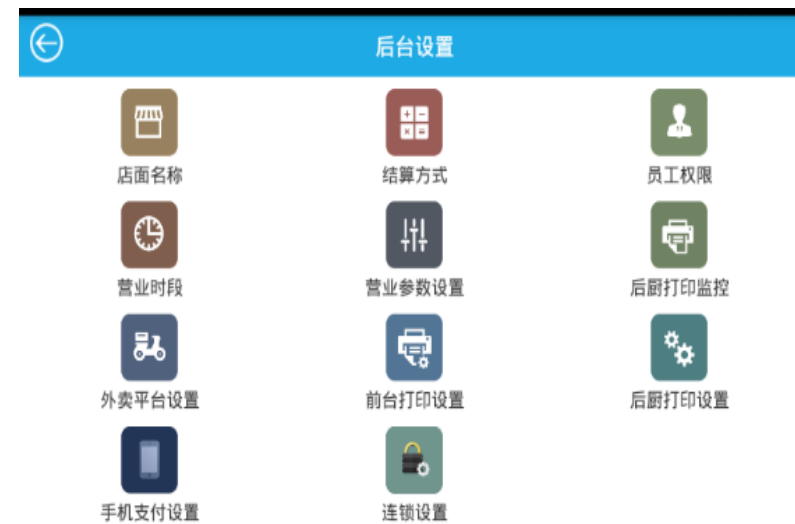 后台设置
店面名称 结算方式 员工权限
营业时段 营业参数设置 后厨打印监控
外卖平台设置 前台打印设置 后厨打印设置
手机支付设置 连锁设置